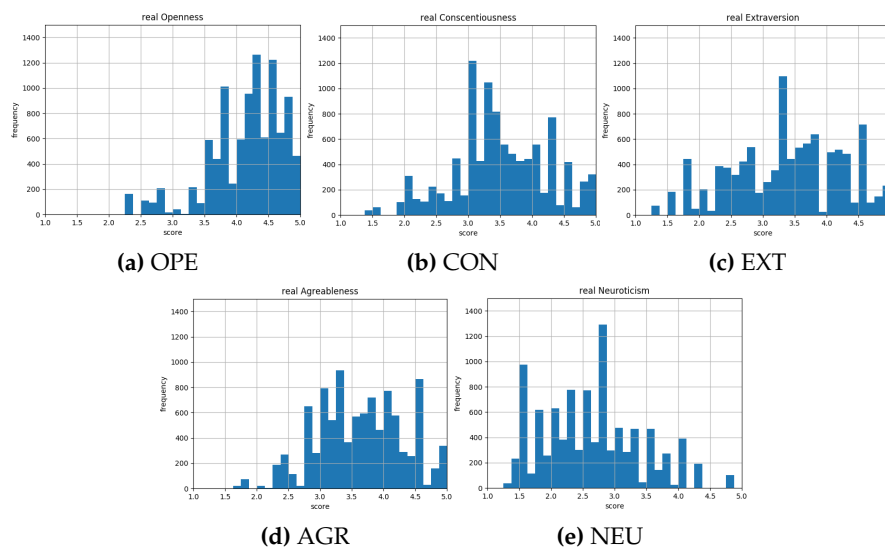 real Openness
1400
1200
1000
800
600
400
200
0
frequency
1.0 1.5 2.0 2.5 3.0 3.5 4.0 4.5 5.0
score
(a) OPE
real Conscentiousness
1400
1200
1000
800
600
400
200
0
frequency
1.0 1.5 2.0 2.5 3.0 3.5 4.0 4.5 5.0
score
(b) CON
real Extraversion
1400
1200
1000
800
600
400
200
0
frequency
1.0 1.5 2.0 2.5 3.0 3.5 4.0 4.5
score
(c) EXT
real Agreableness
1400
1200
1000
800
600
400
200
0
frequency
1.0 1.5 2.0 2.5 3.0 3.5 4.0 4.5 5.0
score
(d) AGR
real Neuroticism
1400
1200
1000
800
600
400
200
0
frequency
1.0 1.5 2.0 2.5 3.0 3.5 4.0 4.5 5.0
score
(e) NEU